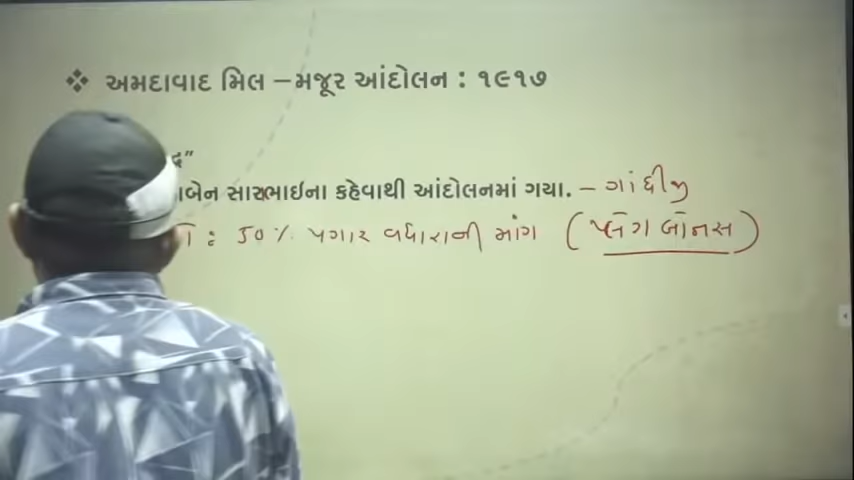 ❖ અમદાવાદ મિલ – મજૂર આંદોલન : ૧૯૧૭
સારાભાઈના કહેવાથી આંદોલનમાં ગયા. – ગાંધીજી
: 50% પગાર વધારાની માંગ (પ્લેગ બોનસ)